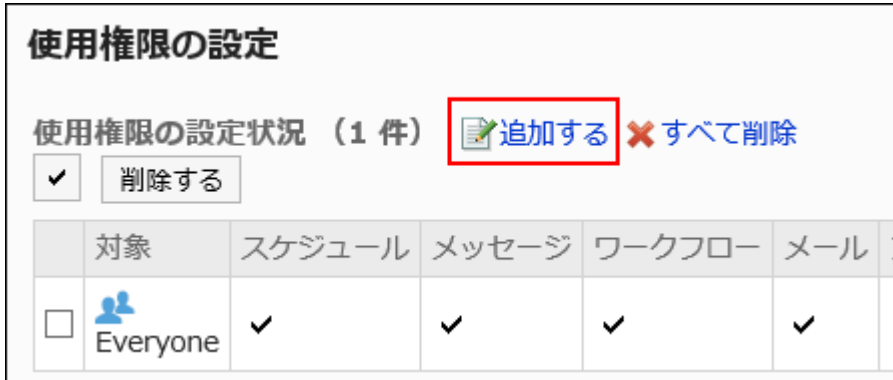 使用権限の設定
使用権限の設定状況 （1 件） 追加する すべて削除
削除する
対象 スケジュール メッセージ ワークフロー メール
Everyone